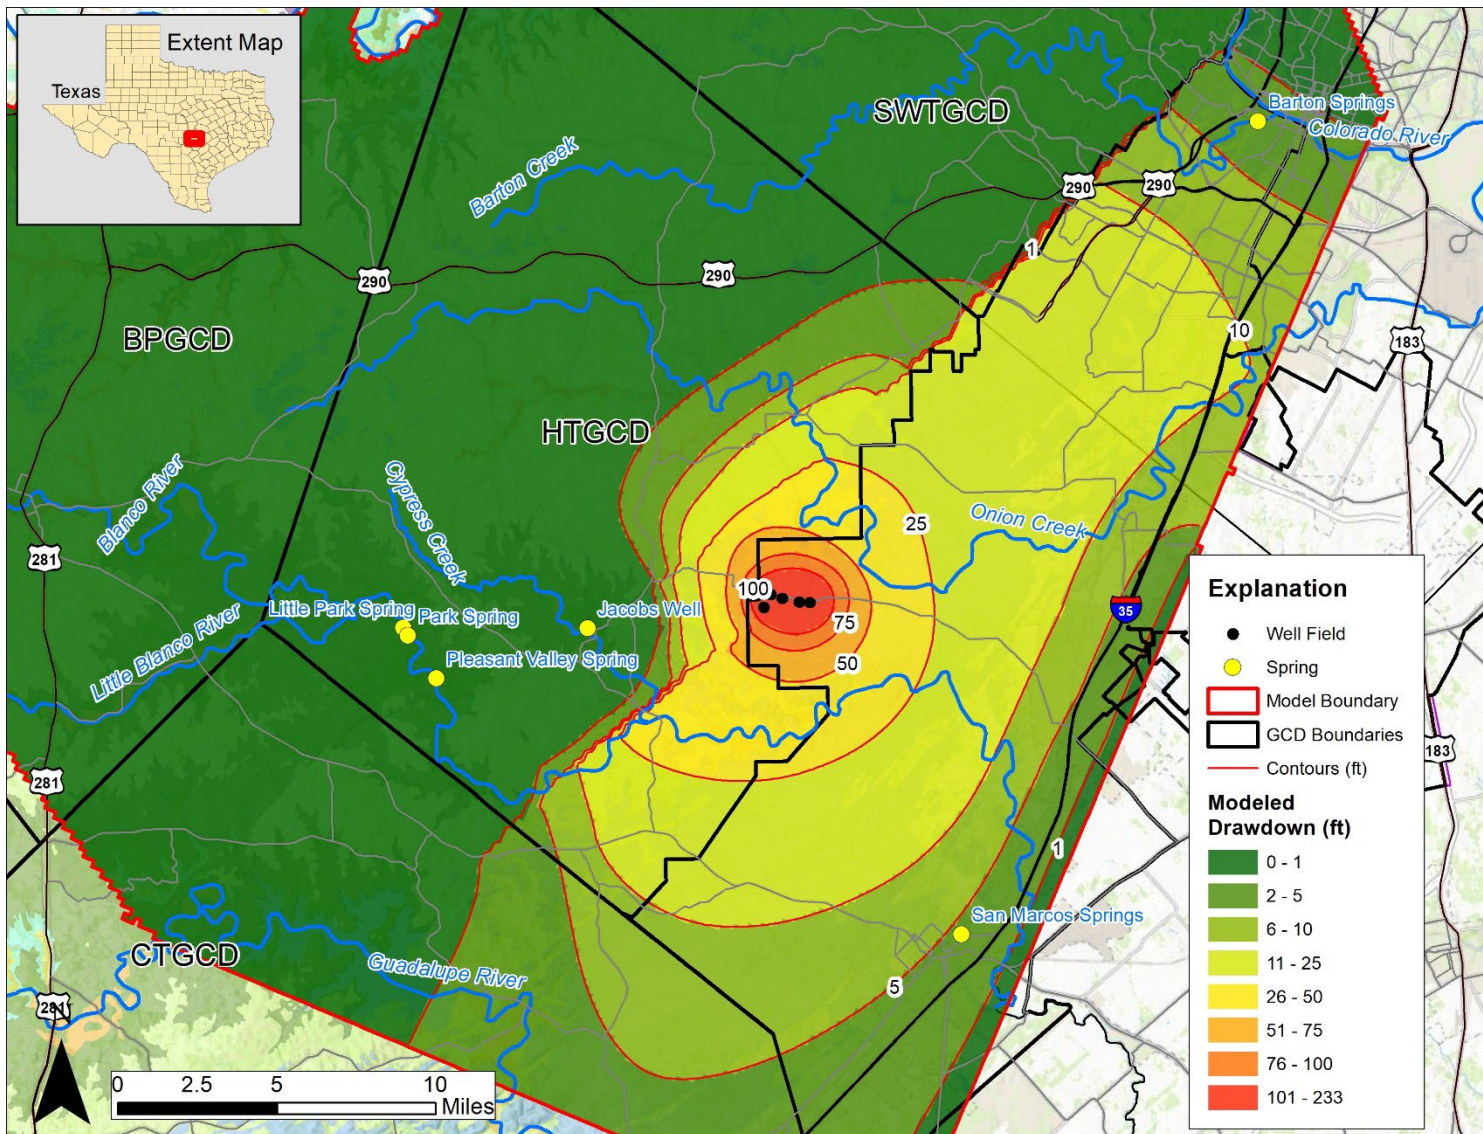 Extent Map
Texas
SWTGCD
Barton Springs
Colorado River
Barton Creek
290
290
290
290
1
BPGCD
10
183
HTGCD
Blanco River
Cypress Creek
25
Onion Creek
281
100
Little Park Spring
Park Spring
Jacobs Well
35
75
Little Blanco River
Pleasant Valley Spring
50
183
281
1
San Marcos Springs
CTGCD
Guadalupe River
5
281
0 2.5 5 10
Miles
Explanation
Well Field
Spring
Model Boundary
GCD Boundaries
Contours (ft)
Modeled
Drawdown (ft)
0 - 1
2 - 5
6 - 10
11 - 25
26 - 50
51 - 75
76 - 100
101 - 233